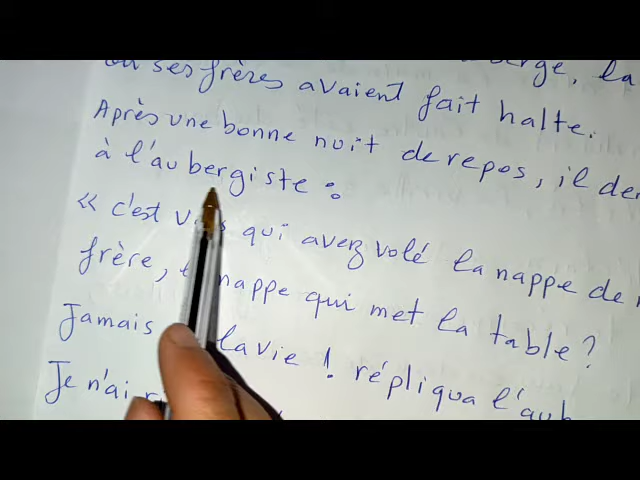 où ses frères avaient fait halte.
Après une bonne nuit de repos, il
à l'aubergiste :
« c'est qui avez volé la nappe de
frère, nappe qui met la table ?
Jamais la vie ! répliqua
Je n'ai